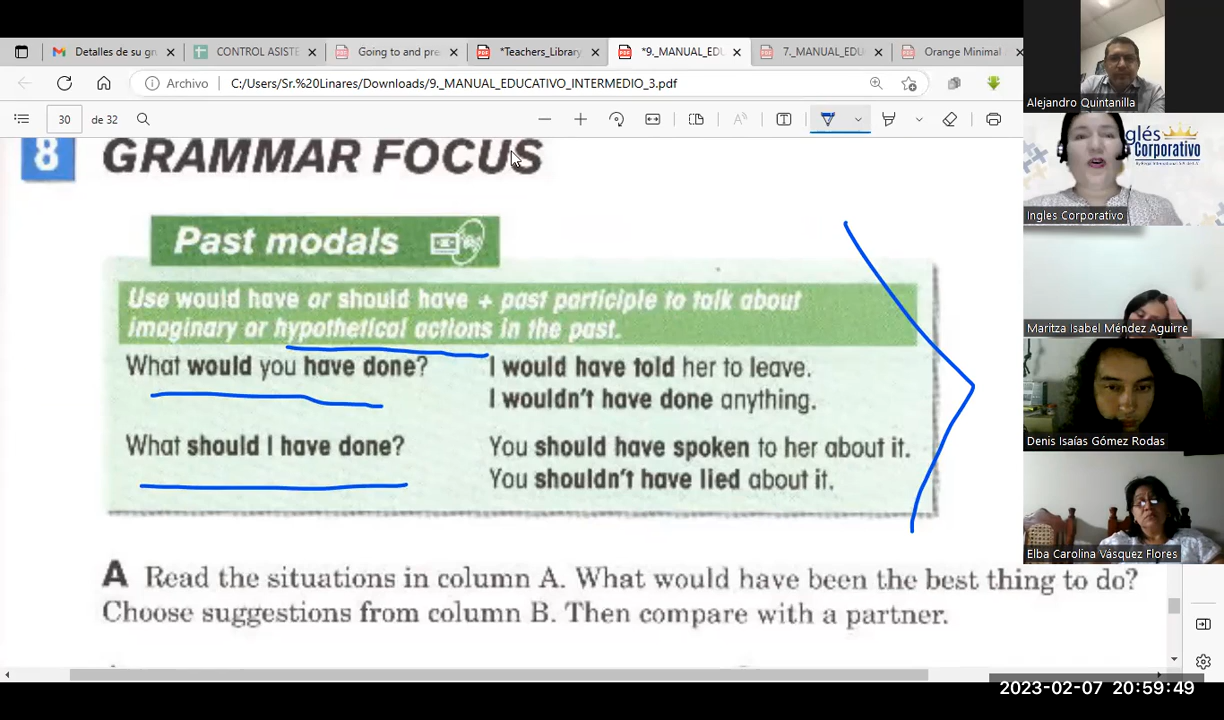 Detalles de su gr
CONTROL ASISTE
Going to and pre
*Teachers_Library
*9._MANUAL_EDU
7._MANUAL_EDU
Orange Minimal
Archivo
C:/Users/Sr.%20Linares/Downloads/9._MANUAL_EDUCATIVO_INTERMEDIO_3.pdf
30 de 32
8 GRAMMAR FOCUS
Past modals
Use would have or should have + past participle to talk about
imaginary or hypothetical actions in the past.
What would you have done? I would have told her to leave.
I wouldn't have done anything.
What should I have done? You should have spoken to her about it.
You shouldn't have lied about it.
A Read the situations in column A. What would have been the best thing to do?
Choose suggestions from column B. Then compare with a partner.
Alejandro Quintanilla
glés
Corporativo
Ingles Corporativo
Maritza Isabel Méndez Aguirre
Denis Isaías Gómez Rodas
Elba Carolina Vásquez Flores
2023-02-07 20:59:49